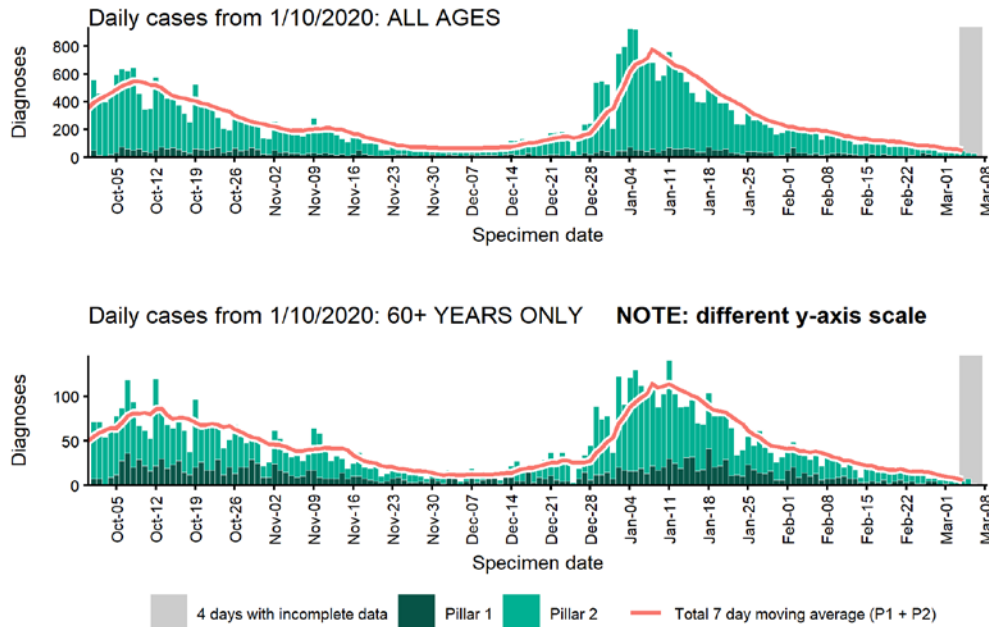 Daily cases from 1/10/2020: ALL AGES
Diagnoses
800
600
400
200
0
Oct-05
Oct-12
Oct-19
Oct-26
Nov-02
Nov-09
Nov-16
Nov-23
Nov-30
Dec-07
Dec-14
Dec-21
Dec-28
Jan-04
Jan-11
Jan-18
Jan-25
Feb-01
Feb-08
Feb-15
Feb-22
Mar-01
Mar-08
Specimen date
Daily cases from 1/10/2020: 60+ YEARS ONLY NOTE: different y-axis scale
Diagnoses
100
50
0
Oct-05
Oct-12
Oct-19
Oct-26
Nov-02
Nov-09
Nov-16
Nov-23
Nov-30
Dec-07
Dec-14
Dec-21
Dec-28
Jan-04
Jan-11
Jan-18
Jan-25
Feb-01
Feb-08
Feb-15
Feb-22
Mar-01
Mar-08
Specimen date
4 days with incomplete data Pillar 1 Pillar 2 Total 7 day moving average (P1 + P2)